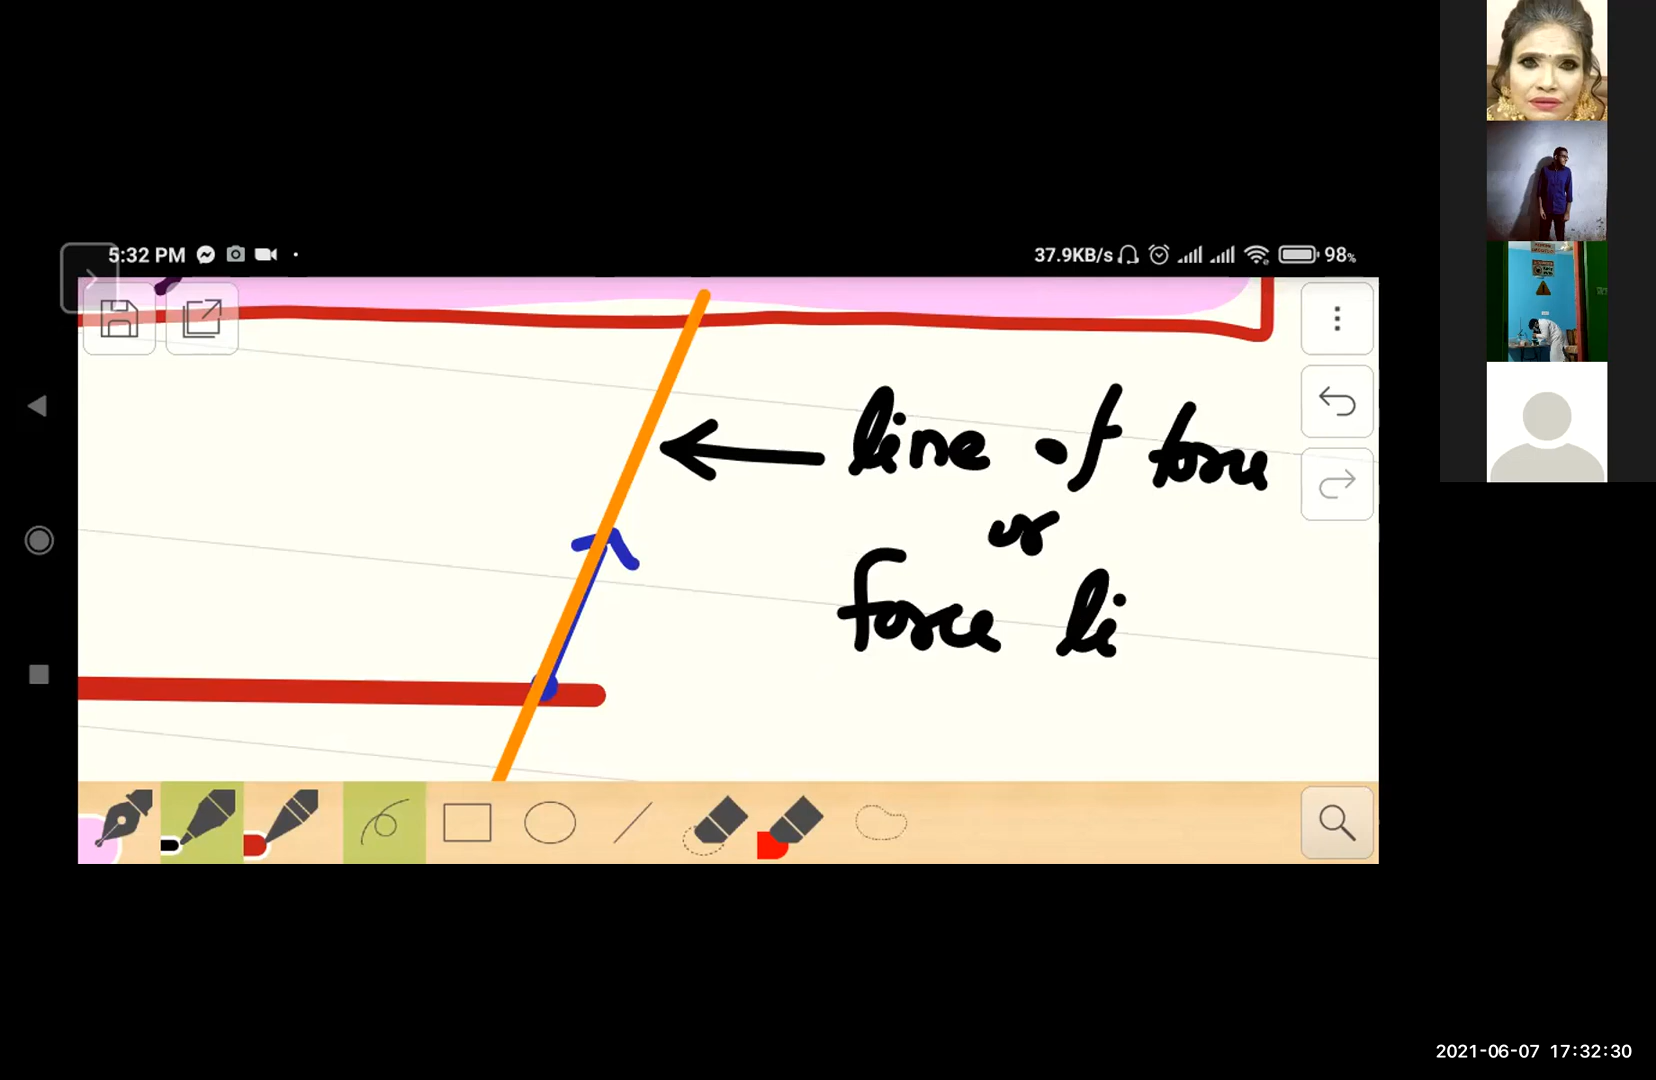 5:32 PM
37.9KB/s 98%
line of force
or
force li
2021-06-07 17:32:30